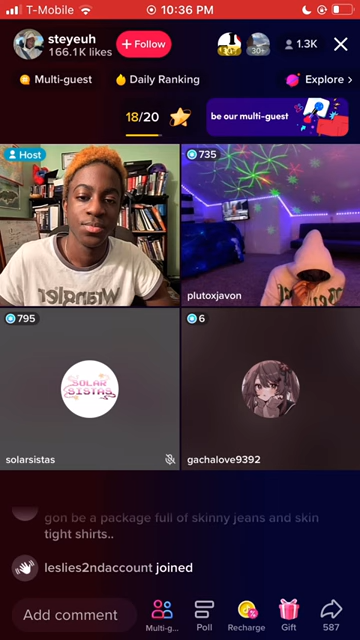 T-Mobile
10:36 PM
steyeuh
166.1K likes
+ Follow
30+
1.3K
Multi-guest
Daily Ranking
Explore >
18/20
be our multi-guest
Host
735
Wrangler
plutoxjavon
795
SOLAR
SISTAS
solarsistas
6
gachalove9392
gon be a package full of skinny jeans and skin
tight shirts..
leslies2ndaccount joined
Add comment
Multi-g...
Poll
Recharge
Gift
587